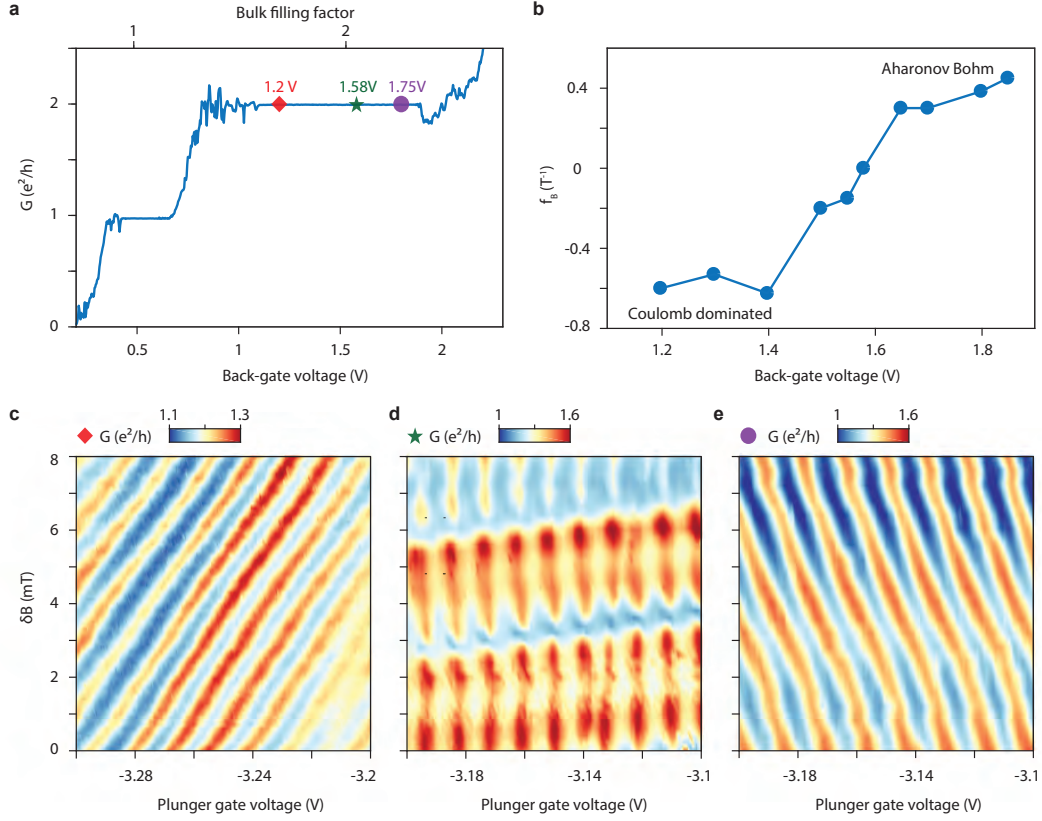 a
Bulk filling factor
1 2
1.2 V 1.58V 1.75V
2
1
0
G (e²/h)
0.5 1 1.5 2
Back-gate voltage (V)
b
Aharonov Bohm
0.4
0
-0.4
-0.8
f_B (T⁻¹)
Coulomb dominated
1.2 1.4 1.6 1.8
Back-gate voltage (V)
c
1.1 1.3
G (e²/h)
8
6
4
2
0
δB (mT)
-3.28 -3.24 -3.2
Plunger gate voltage (V)
d
1 1.6
G (e²/h)
-3.18 -3.14 -3.1
Plunger gate voltage (V)
e
1 1.6
G (e²/h)
-3.18 -3.14 -3.1
Plunger gate voltage (V)